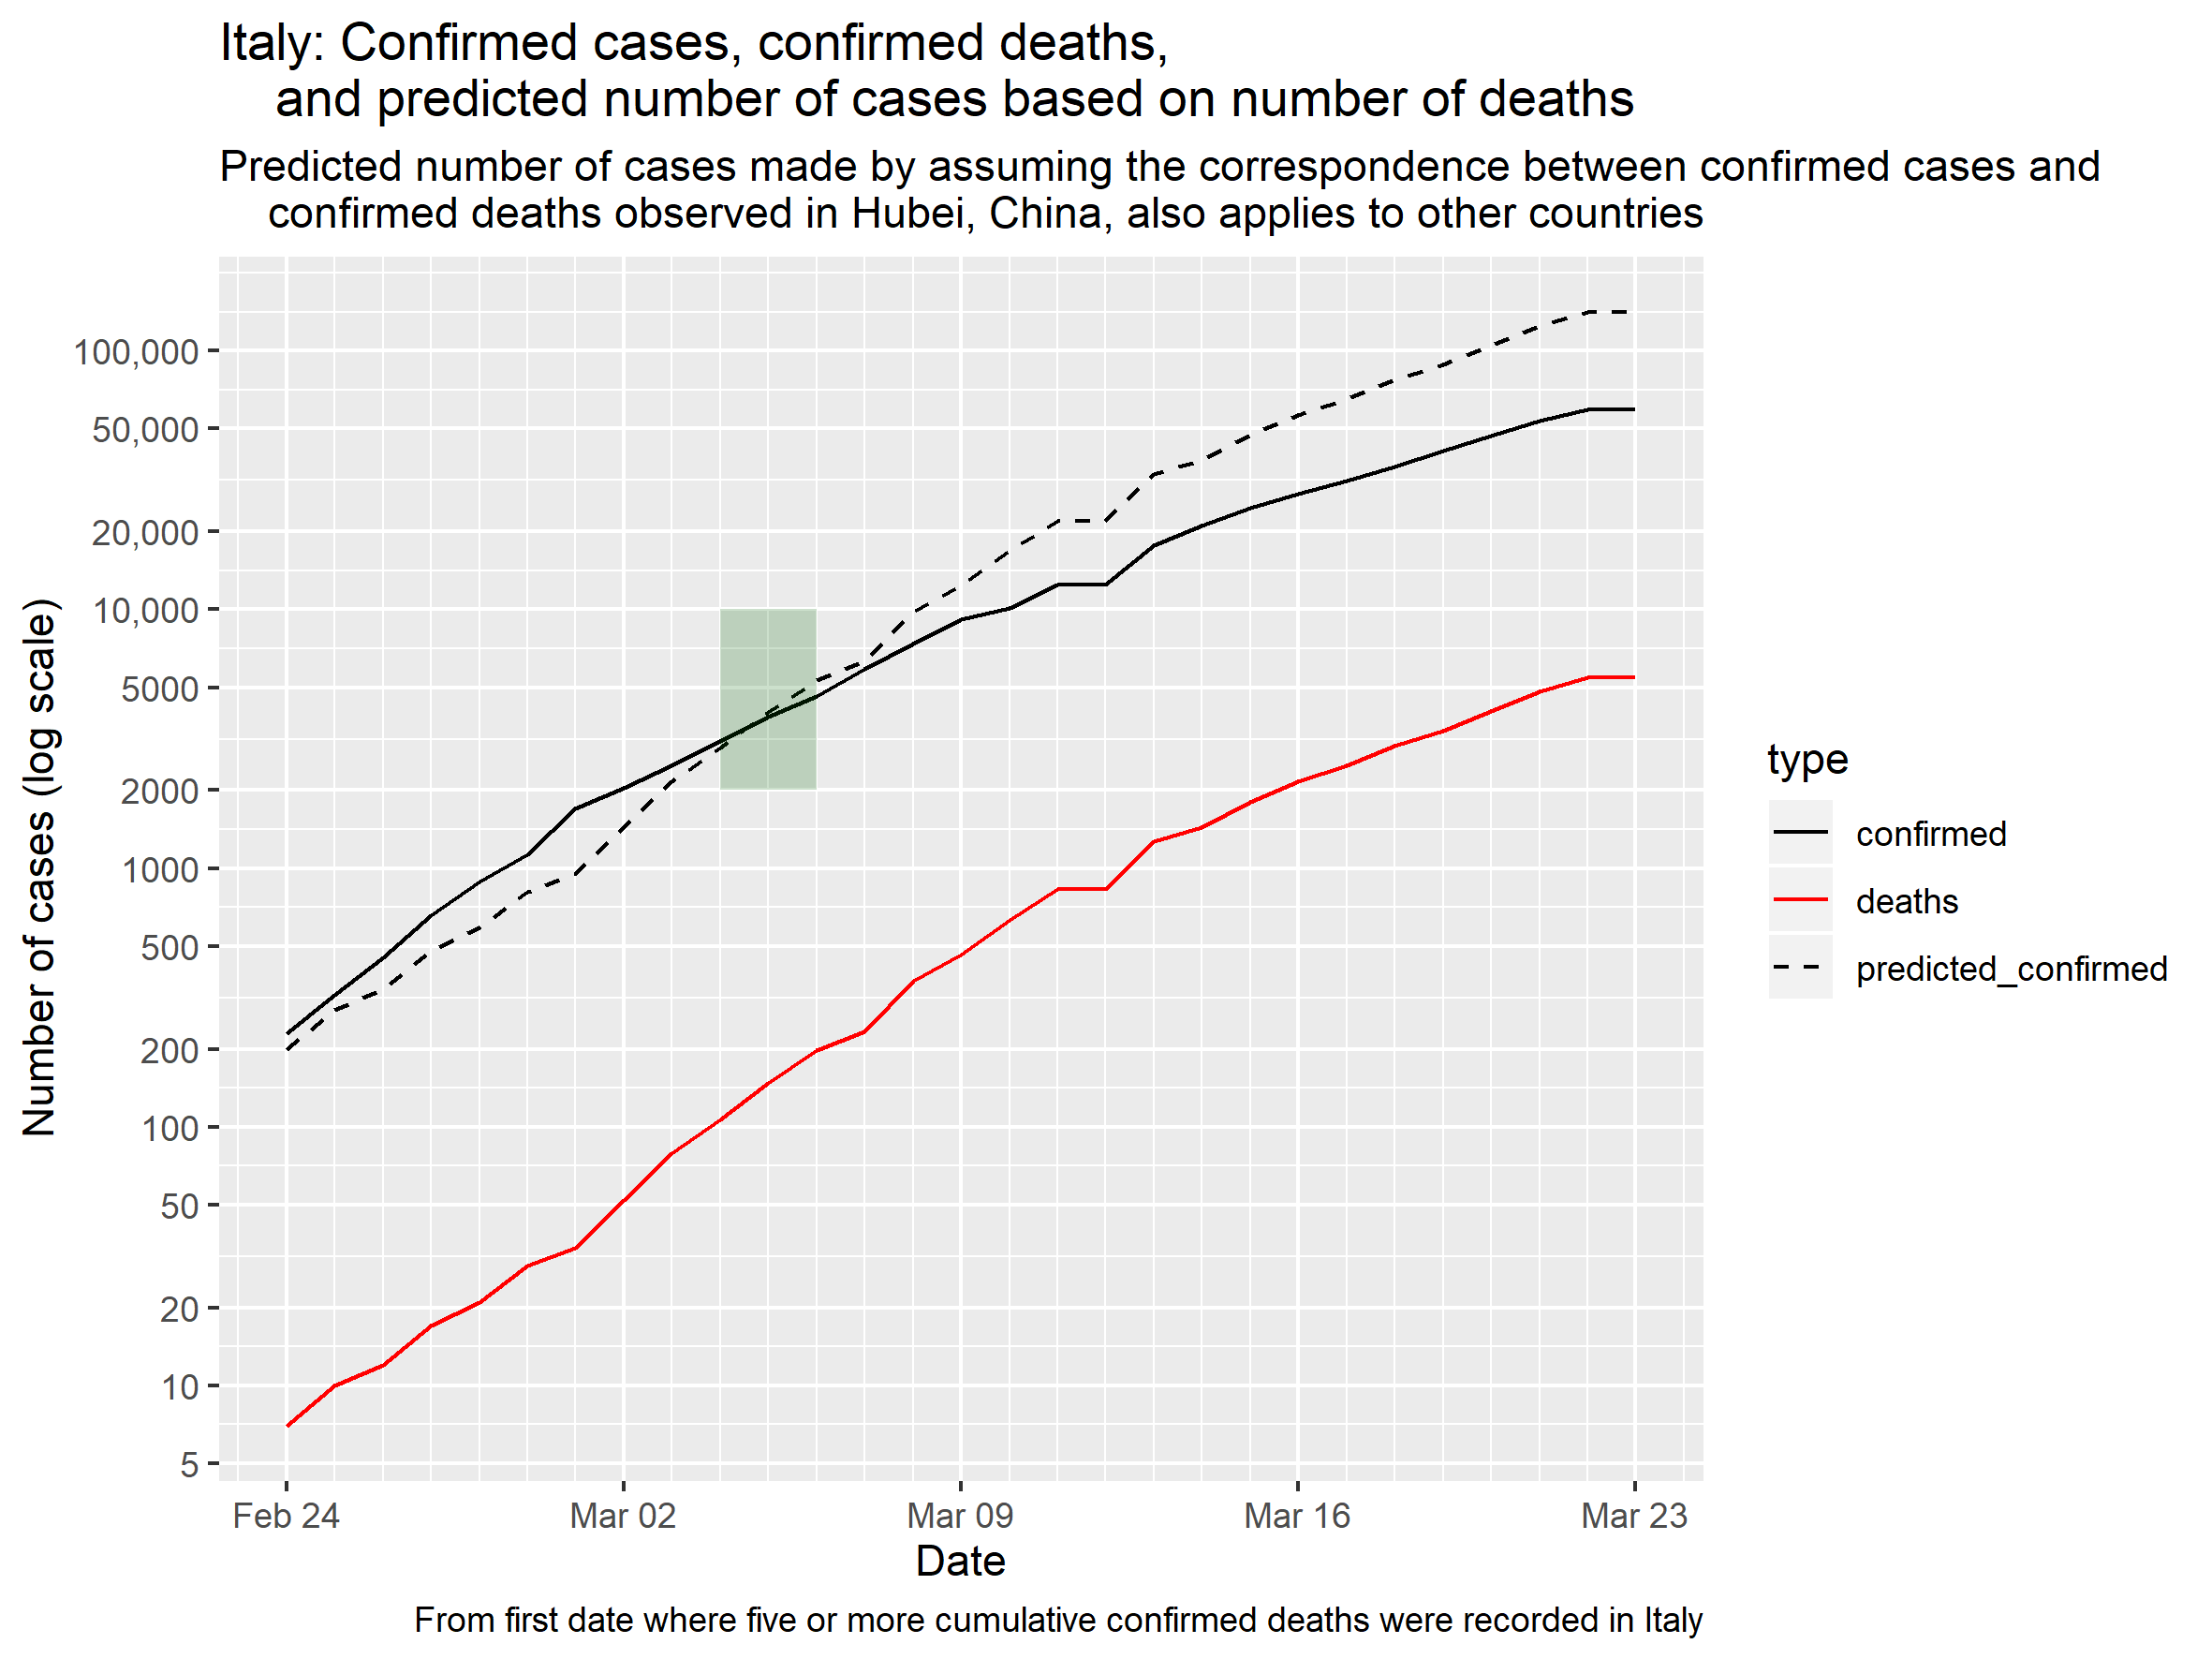 Italy: Confirmed cases, confirmed deaths,
and predicted number of cases based on number of deaths
Predicted number of cases made by assuming the correspondence between confirmed cases and
confirmed deaths observed in Hubei, China, also applies to other countries
Number of cases (log scale)
100,000
50,000
20,000
10,000
5000
2000
1000
500
200
100
50
20
10
5
Feb 24
Mar 02
Mar 09
Mar 16
Mar 23
Date
type
confirmed
deaths
predicted_confirmed
From first date where five or more cumulative confirmed deaths were recorded in Italy